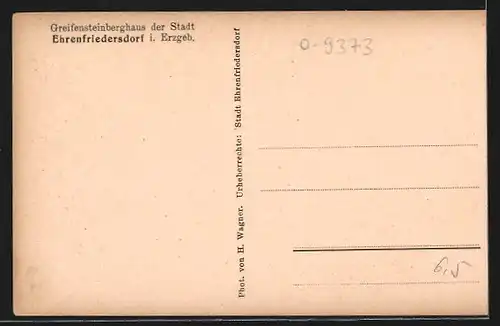 Greifensteinberghaus der Stadt
Ehrenfriedersdorf i. Erzgeb.
0-9373
Phot. von H. Wagner. Urheberrechte: Stadt Ehrenfriedersdorf
6,5